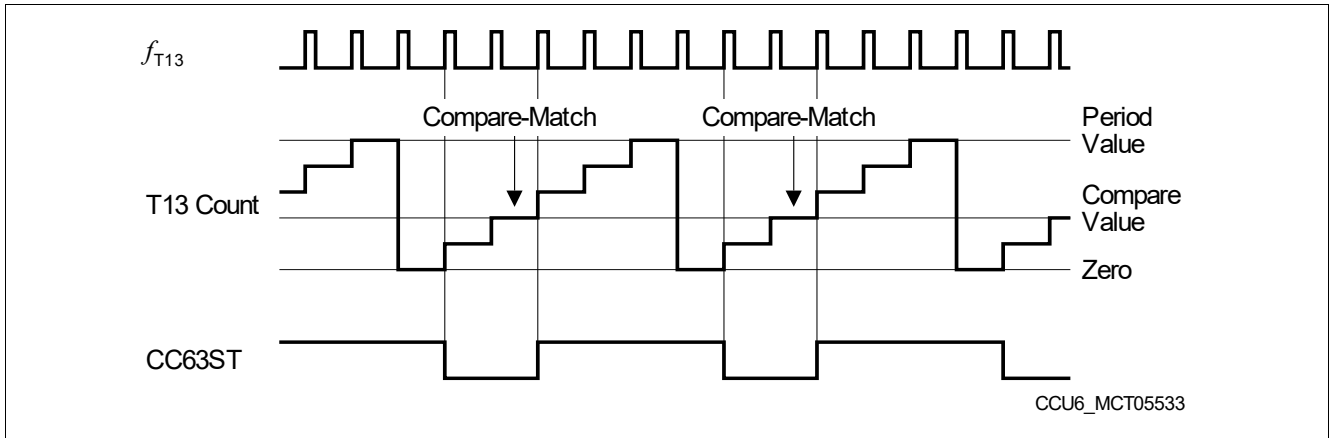 fT13
Compare-Match
Compare-Match
Period
Value
T13 Count
Compare
Value
Zero
CC63ST
CCU6_MCT05533